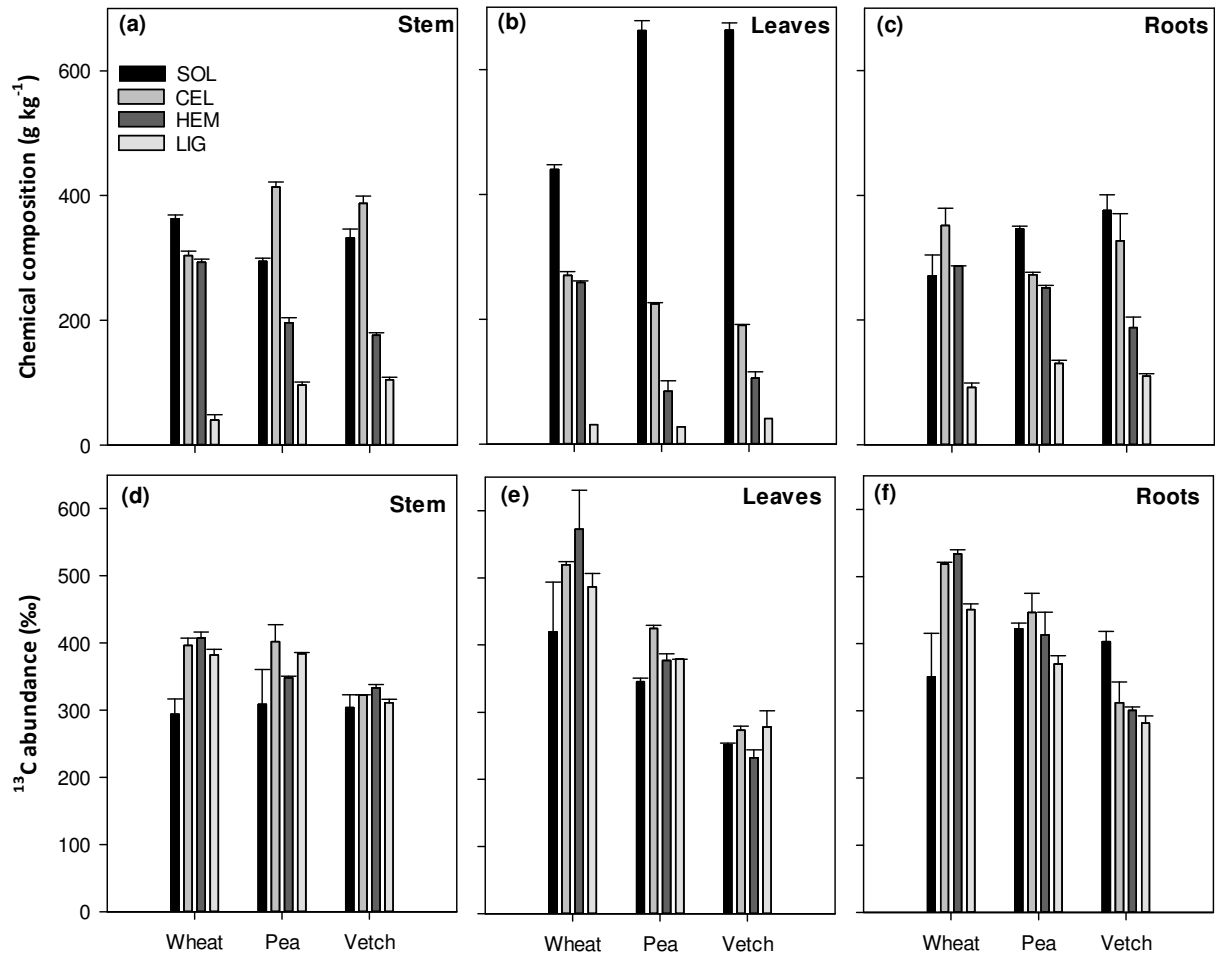 (a)
Stem
SOL
CEL
HEM
LIG
(b)
Leaves
(c)
Roots
Chemical composition (g kg⁻¹)
600
400
200
0
(d)
Stem
(e)
Leaves
(f)
Roots
¹³C abundance (‰)
600
500
400
300
200
100
0
Wheat Pea Vetch
Wheat Pea Vetch
Wheat Pea Vetch